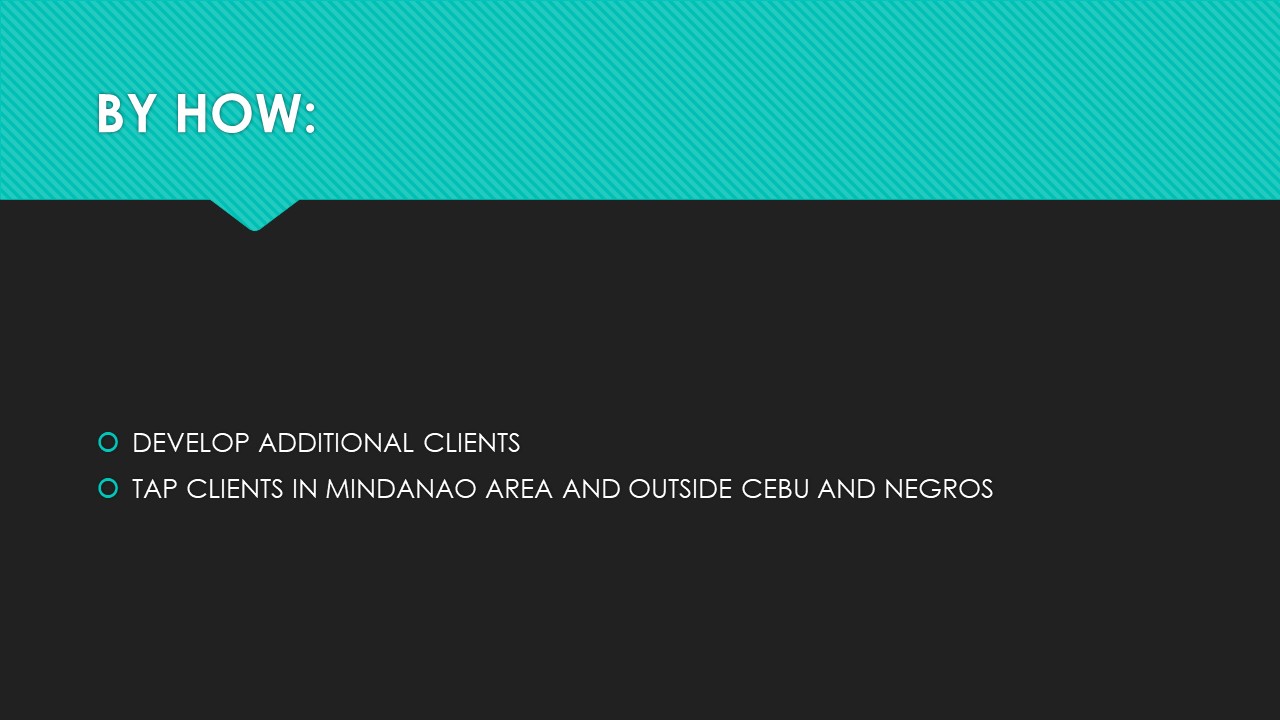 BY HOW:
DEVELOP ADDITIONAL CLIENTS
TAP CLIENTS IN MINDANAO AREA AND OUTSIDE CEBU AND NEGROS